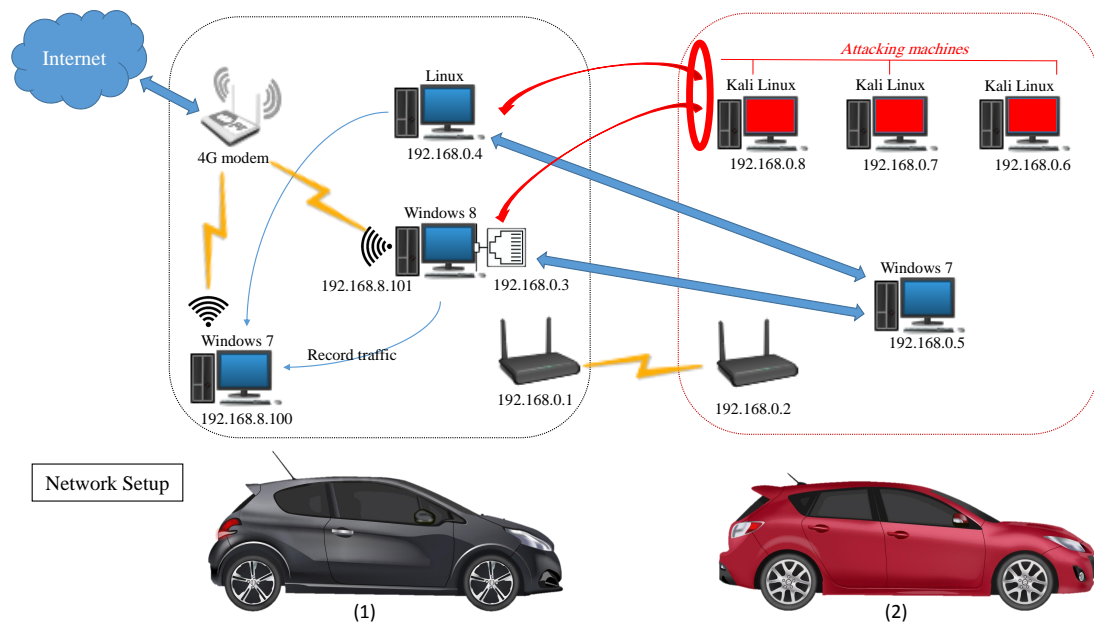 Internet
4G modem
Linux
192.168.0.4
Windows 8
192.168.8.101
192.168.0.3
Windows 7
192.168.8.100
Record traffic
192.168.0.1
Attacking machines
Kali Linux
Kali Linux
Kali Linux
192.168.0.8
192.168.0.7
192.168.0.6
Windows 7
192.168.0.5
192.168.0.2
Network Setup
(1)
(2)